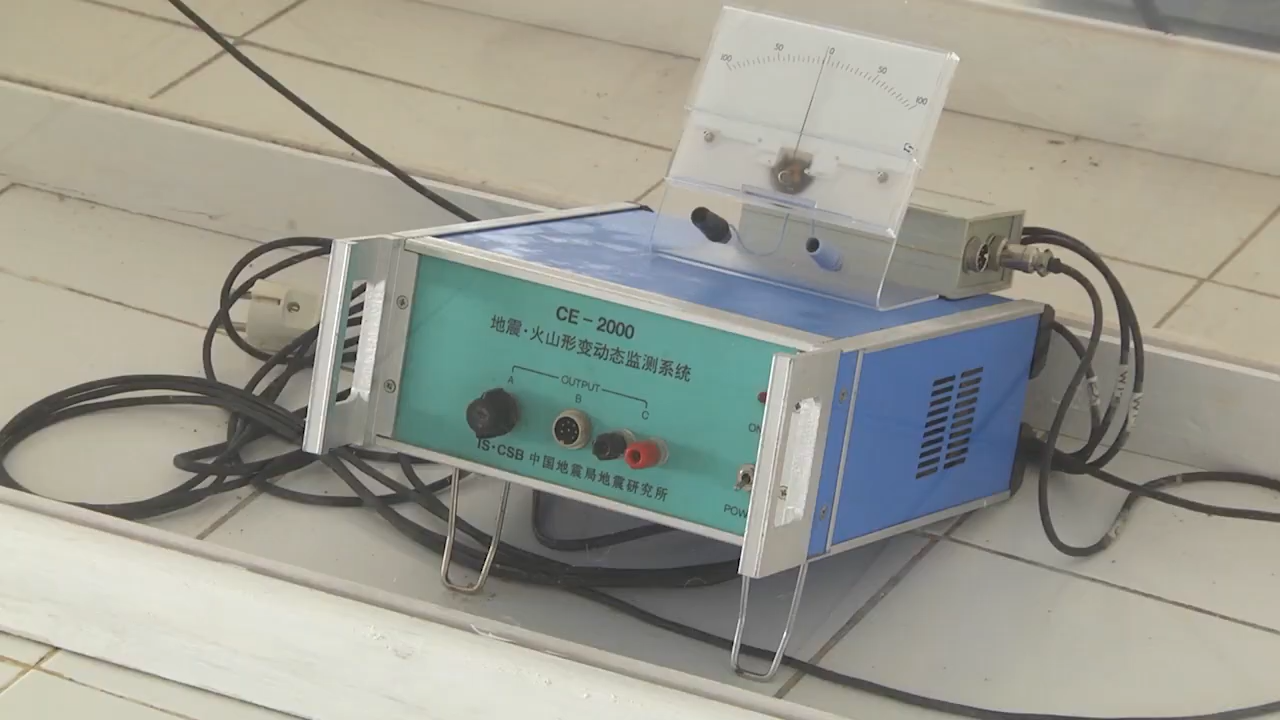 100 50 0 50 100
CE-2000
地震·火山形变动态监测系统
OUTPUT
A B C
ON
IS·CSB 中国地震局地震研究所
POW